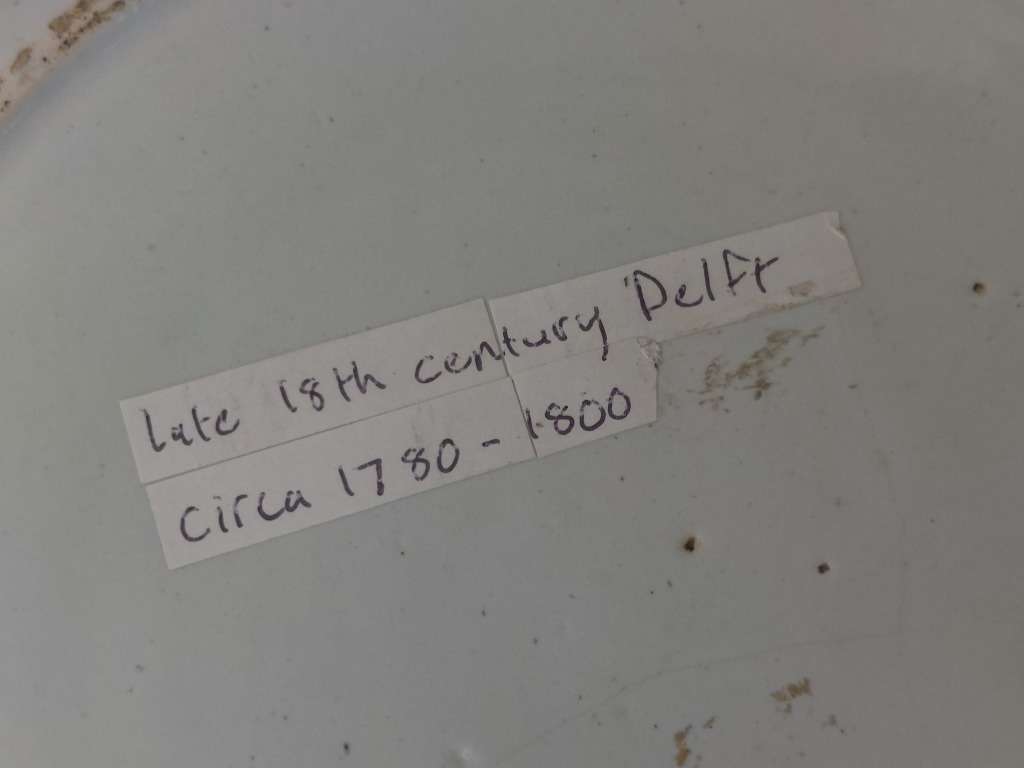 late 18th century Delft
Circa 1780 - 1800